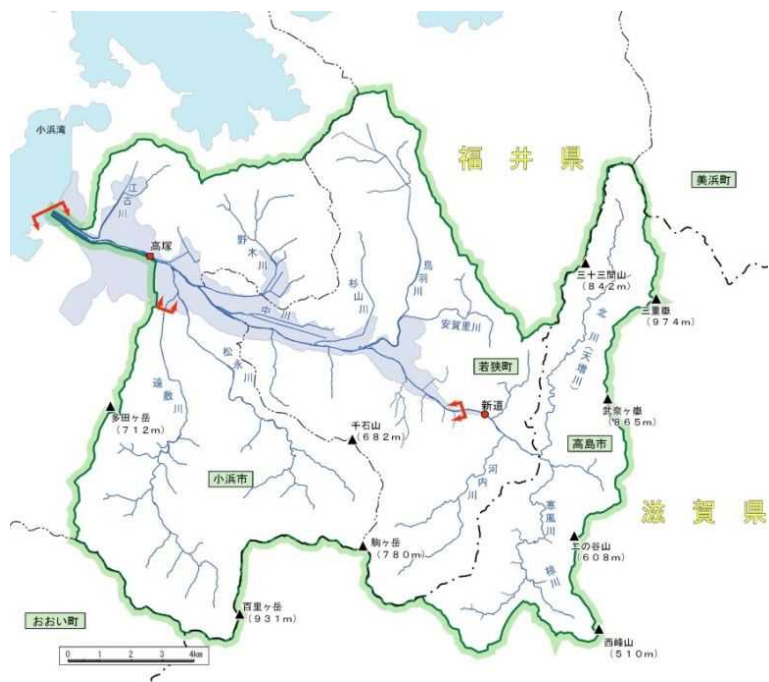 小浜湾
福井県
美浜町
江古川
高塚
野木川
鳥羽川
杉山川
三十三間山
(842m)
北川(天増川)
三重嶽
(974m)
中川
安賀里川
若狭町
松永川
遠敷川
新道
武奈ヶ嶽
(865m)
多田ヶ岳
(712m)
千石山
(682m)
高島市
小浜市
河内川
滋賀県
寒風川
駒ヶ岳
(780m)
二の谷山
(608m)
椋川
百里ヶ岳
(931m)
おおい町
西峰山
(510m)
0 1 2 3 4km